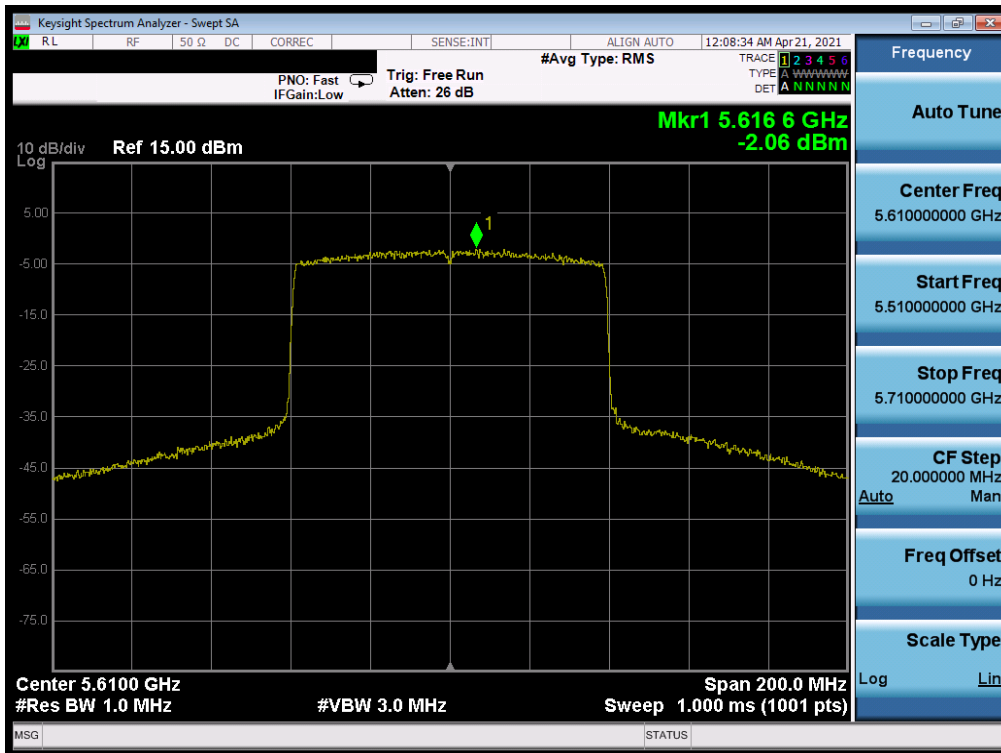 Keysight Spectrum Analyzer - Swept SA
LXI RL RF 50 Ω DC CORREC SENSE:INT ALIGN AUTO 12:08:34 AM Apr 21, 2021
PNO: Fast
IFGain:Low
Trig: Free Run
Atten: 26 dB
#Avg Type: RMS
TRACE 1 2 3 4 5 6
TYPE A WWWWW
DET A N N N N N
Mkr1 5.616 6 GHz
-2.06 dBm
10 dB/div Ref 15.00 dBm
Log
1
5.00
-5.00
-15.0
-25.0
-35.0
-45.0
-55.0
-65.0
-75.0
Center 5.6100 GHz Span 200.0 MHz
#Res BW 1.0 MHz #VBW 3.0 MHz Sweep 1.000 ms (1001 pts)
MSG STATUS
Frequency
Auto Tune
Center Freq
5.610000000 GHz
Start Freq
5.510000000 GHz
Stop Freq
5.710000000 GHz
CF Step
20.000000 MHz
Auto Man
Freq Offset
0 Hz
Scale Type
Log Lin